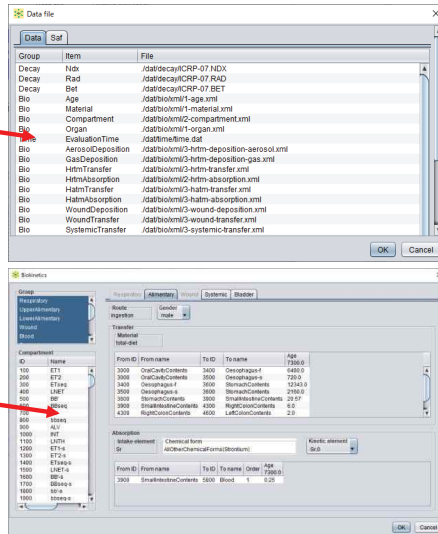 Data file
Data Saf
Group Item File
Decay Ndx ./dat/decay/ICRP-07.NDX
Decay Rad ./dat/decay/ICRP-07.RAD
Decay Bet ./dat/decay/ICRP-07.BET
Bio Age ./dat/bio/xml/1-age.xml
Bio Material ./dat/bio/xml/1-material.xml
Bio Compartment ./dat/bio/xml/2-compartment.xml
Bio Organ ./dat/bio/xml/1-organ.xml
Time EvaluationTime ./dat/time/time.dat
Bio AerosolDeposition ./dat/bio/xml/3-hrtm-deposition-aerosol.xml
Bio GasDeposition ./dat/bio/xml/3-hrtm-deposition-gas.xml
Bio HrtmTransfer ./dat/bio/xml/3-hrtm-transfer.xml
Bio HrtmAbsorption ./dat/bio/xml/2-hrtm-absorption.xml
Bio HatmTransfer ./dat/bio/xml/3-hatm-transfer.xml
Bio HatmAbsorption ./dat/bio/xml/3-hatm-absorption.xml
Bio WoundDeposition ./dat/bio/xml/3-wound-deposition.xml
Bio WoundTransfer ./dat/bio/xml/3-wound-transfer.xml
Bio SystemicTransfer ./dat/bio/xml/3-systemic-transfer.xml
OK Cancel
Biokinetics
Group
Respiratory
UpperAlimentary
LowerAlimentary
Wound
Blood
Compartment
ID Name
100 ET1
200 ET'2
300 ETseq
400 LNET
500 BB'
BBseq
bb'
800 bbseq
900 ALV
1000 INT
1100 LNTH
1200 ET1-s
1300 ET'2-s
1400 ETseq-s
1500 LNET-s
1600 BB'-s
1700 BBseq-s
1800 bb'-s
1900 bbseq-s
Respiratory Alimentary Wound Systemic Bladder
Route Gender
Ingestion male
Transfer
Material
total-diet
From ID From name To ID To name Age 7300.0
3000 OralCavityContents 3400 Oesophagus-f 6480.0
3000 OralCavityContents 3500 Oesophagus-s 720.0
3400 Oesophagus-f 3600 StomachContents 12343.0
3500 Oesophagus-s 3600 StomachContents 2160.0
3600 StomachContents 3900 SmallIntestineContents 20.57
3900 SmallIntestineContents 4300 RightColonContents 6.0
4300 RightColonContents 4600 LeftColonContents 2.0
Absorption
Intake element Chemical form Kinetic element
Sr AllOtherChemicalForms(Strontium) Sr.0
From ID From name To ID To name Order Age 7300.0
3900 SmallIntestineContents 5800 Blood 1 0.25
OK Cancel